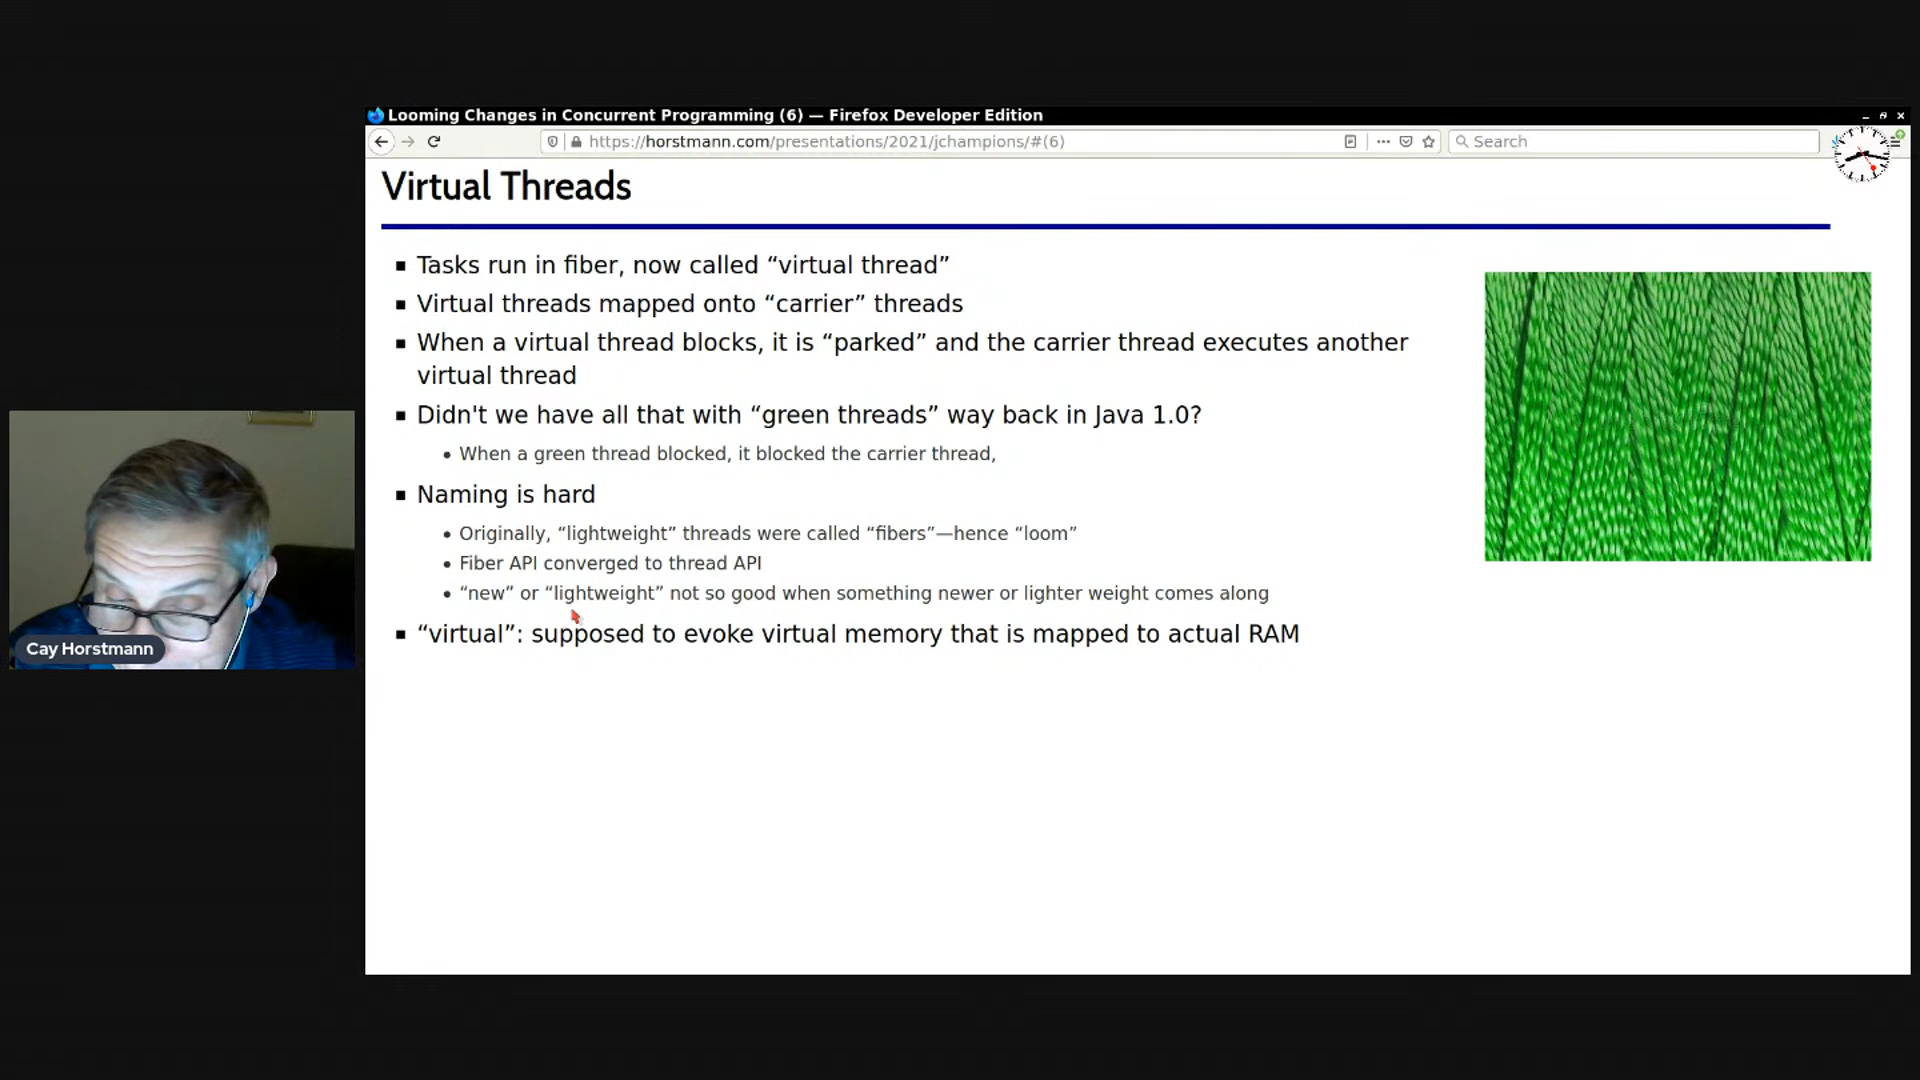 Looming Changes in Concurrent Programming (6) — Firefox Developer Edition
https://horstmann.com/presentations/2021/jchampions/#(6)
Search
Virtual Threads
Tasks run in fiber, now called “virtual thread”
Virtual threads mapped onto “carrier” threads
When a virtual thread blocks, it is “parked” and the carrier thread executes another
virtual thread
Didn't we have all that with “green threads” way back in Java 1.0?
When a green thread blocked, it blocked the carrier thread,
Naming is hard
Originally, “lightweight” threads were called “fibers”—hence “loom”
Fiber API converged to thread API
“new” or “lightweight” not so good when something newer or lighter weight comes along
“virtual”: supposed to evoke virtual memory that is mapped to actual RAM
Cay Horstmann